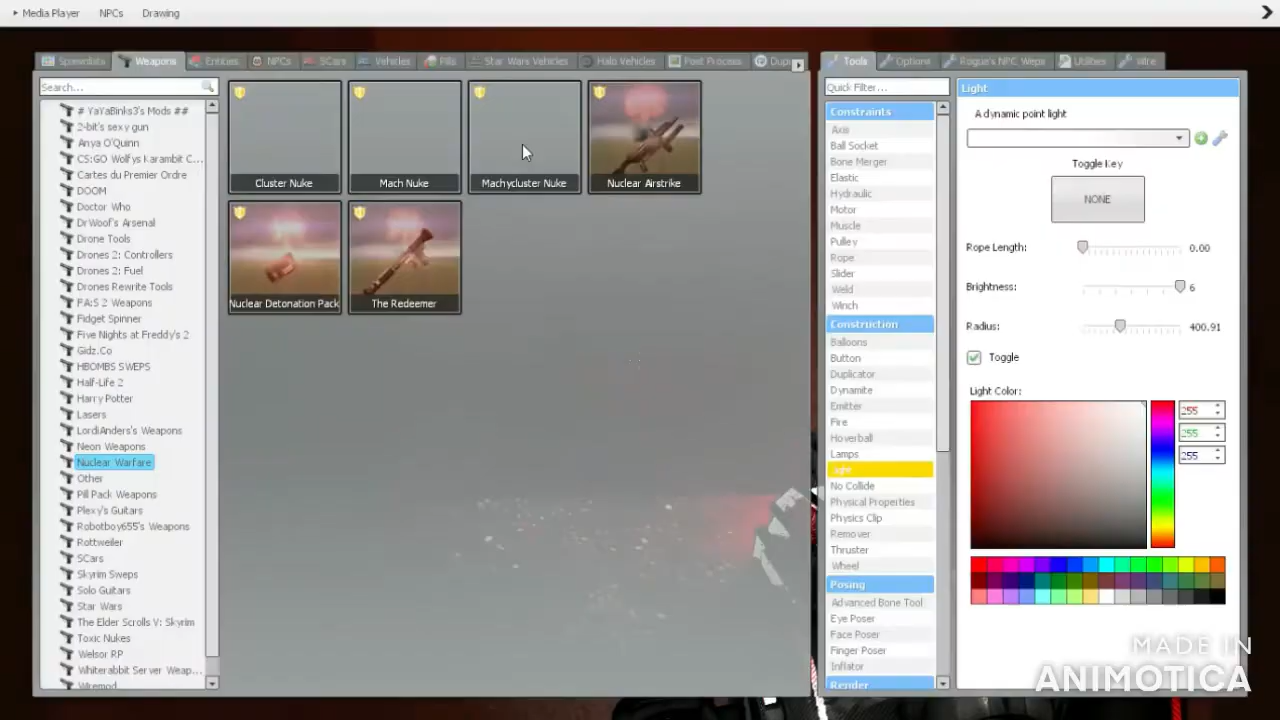 Media Player NPCs Drawing
Spawnlists Weapons Entities NPCs SCars Vehicles Pills Star Wars Vehicles Halo Vehicles Post Process Dup
Search...
# YaYaBinks3's Mods ##
2-bit's sexy gun
Anya O'Quinn
CS:GO Wolfys Karambit C...
Cartes du Premier Ordre
DOOM
Doctor Who
DrWoof's Arsenal
Drone Tools
Drones 2: Controllers
Drones 2: Fuel
Drones Rewrite Tools
F.A.S 2 Weapons
Fidget Spinner
Five Nights at Freddy's 2
Gidz.Co
HBOMBS SWEPS
Half-Life 2
Harry Potter
Lasers
LordiAnders's Weapons
Neon Weapons
Nuclear Warfare
Other
Pill Pack Weapons
Plexy's Guitars
Robotboy655's Weapons
Rottweiler
SCars
Skyrim Sweps
Solo Guitars
Star Wars
The Elder Scrolls V: Skyrim
Toxic Nukes
Welsor RP
Whiterabbit Server Weap...
Wiremod
Cluster Nuke
Mach Nuke
Machycluster Nuke
Nuclear Airstrike
Nuclear Detonation Pack
The Redeemer
Tools Options Rogue's NPC Weps Utilities Wire
Quick Filter...
Constraints
Axis
Ball Socket
Bone Merger
Elastic
Hydraulic
Motor
Muscle
Pulley
Rope
Slider
Weld
Winch
Construction
Balloons
Button
Duplicator
Dynamite
Emitter
Fire
Hoverball
Lamps
Light
No Collide
Physical Properties
Physics Clip
Remover
Thruster
Wheel
Posing
Advanced Bone Tool
Eye Poser
Face Poser
Finger Poser
Inflator
Render
Light
A dynamic point light
Toggle Key
NONE
Rope Length: 0.00
Brightness: 6
Radius: 400.91
Toggle
Light Color:
255
255
255
MADE IN
ANIMOTICA